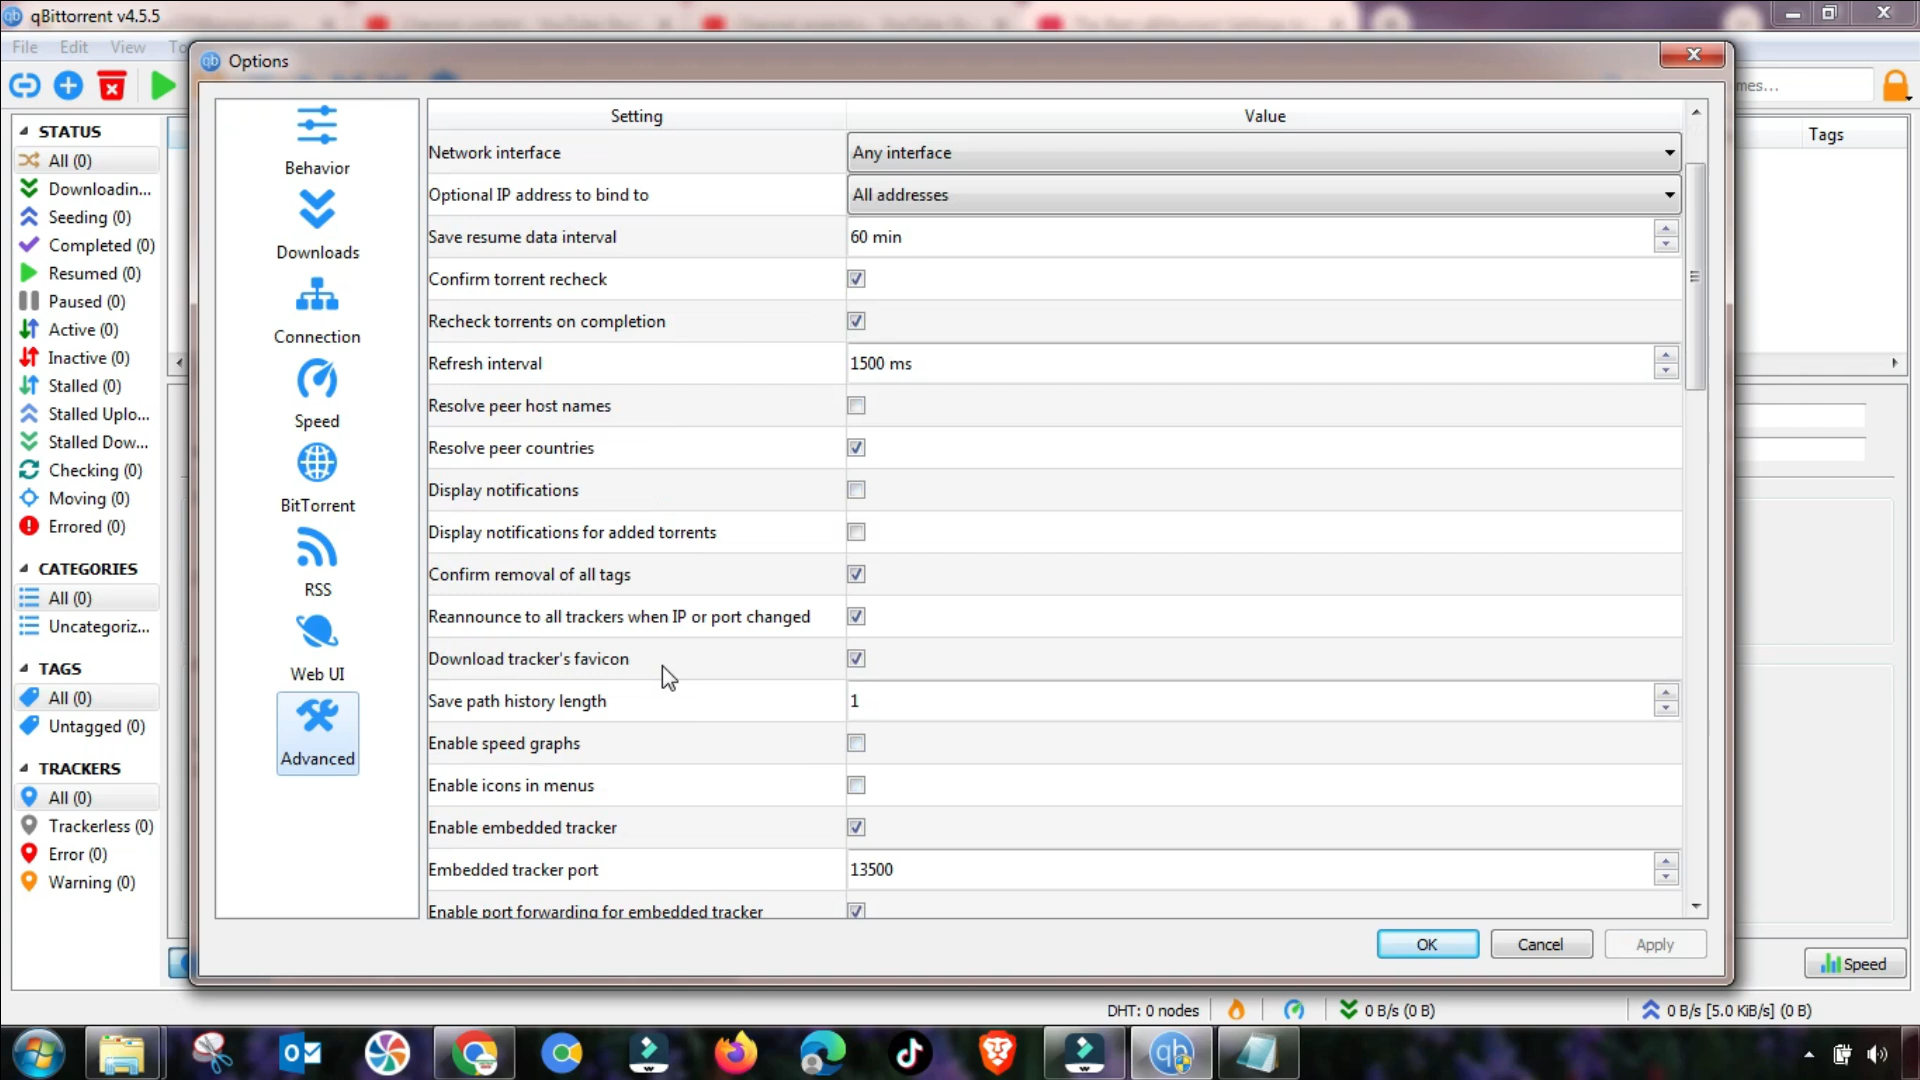 qBittorrent v4.5.5
File Edit View To
Options
mes...
Behavior
Downloads
Connection
Speed
BitTorrent
RSS
Web UI
Advanced
Setting Value
Network interface Any interface
Optional IP address to bind to All addresses
Save resume data interval 60 min
Confirm torrent recheck
Recheck torrents on completion
Refresh interval 1500 ms
Resolve peer host names
Resolve peer countries
Display notifications
Display notifications for added torrents
Confirm removal of all tags
Reannounce to all trackers when IP or port changed
Download tracker's favicon
Save path history length 1
Enable speed graphs
Enable icons in menus
Enable embedded tracker
Embedded tracker port 13500
Enable port forwarding for embedded tracker
OK Cancel Apply
STATUS
All (0)
Downloadin...
Seeding (0)
Completed (0)
Resumed (0)
Paused (0)
Active (0)
Inactive (0)
Stalled (0)
Stalled Uplo...
Stalled Dow...
Checking (0)
Moving (0)
Errored (0)
CATEGORIES
All (0)
Uncategoriz...
TAGS
All (0)
Untagged (0)
TRACKERS
All (0)
Trackerless (0)
Error (0)
Warning (0)
Tags
Speed
DHT: 0 nodes 0 B/s (0 B) 0 B/s [5.0 KiB/s] (0 B)